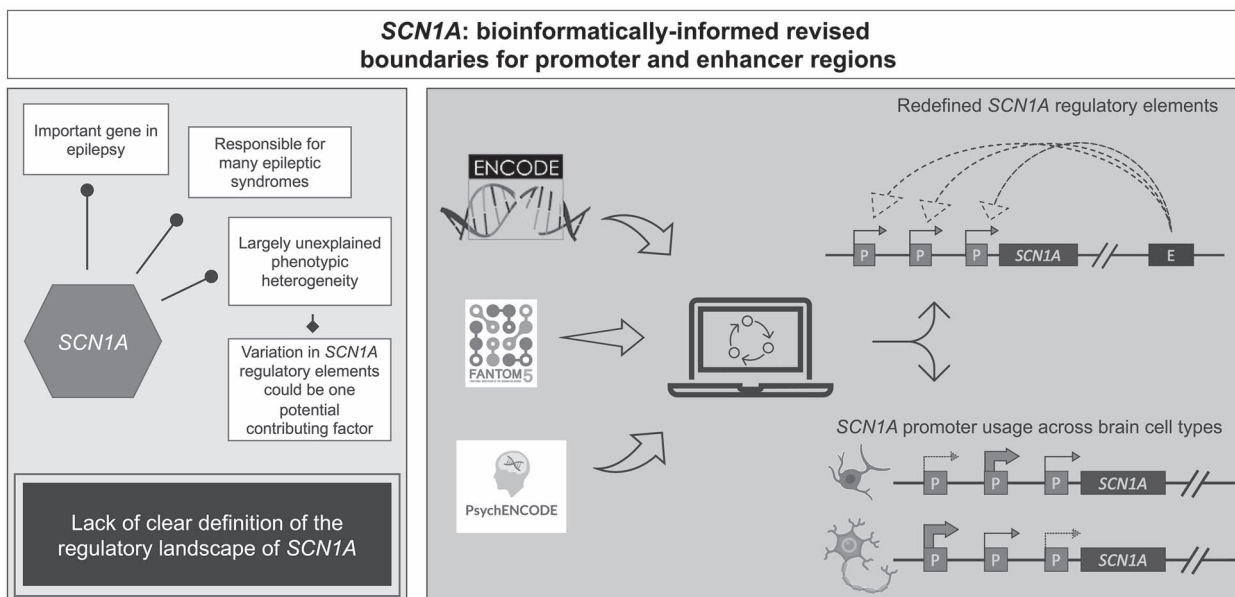 SCN1A: bioinformatically-informed revised
boundaries for promoter and enhancer regions
Important gene in
epilepsy
Responsible for
many epileptic
syndromes
Largely unexplained
phenotypic
heterogeneity
SCN1A
Variation in SCN1A
regulatory elements
could be one
potential
contributing factor
Lack of clear definition of the
regulatory landscape of SCN1A
ENCODE
FANTOM5
PsychENCODE
Redefined SCN1A regulatory elements
P P P SCN1A E
SCN1A promoter usage across brain cell types
P P P SCN1A
P P P SCN1A